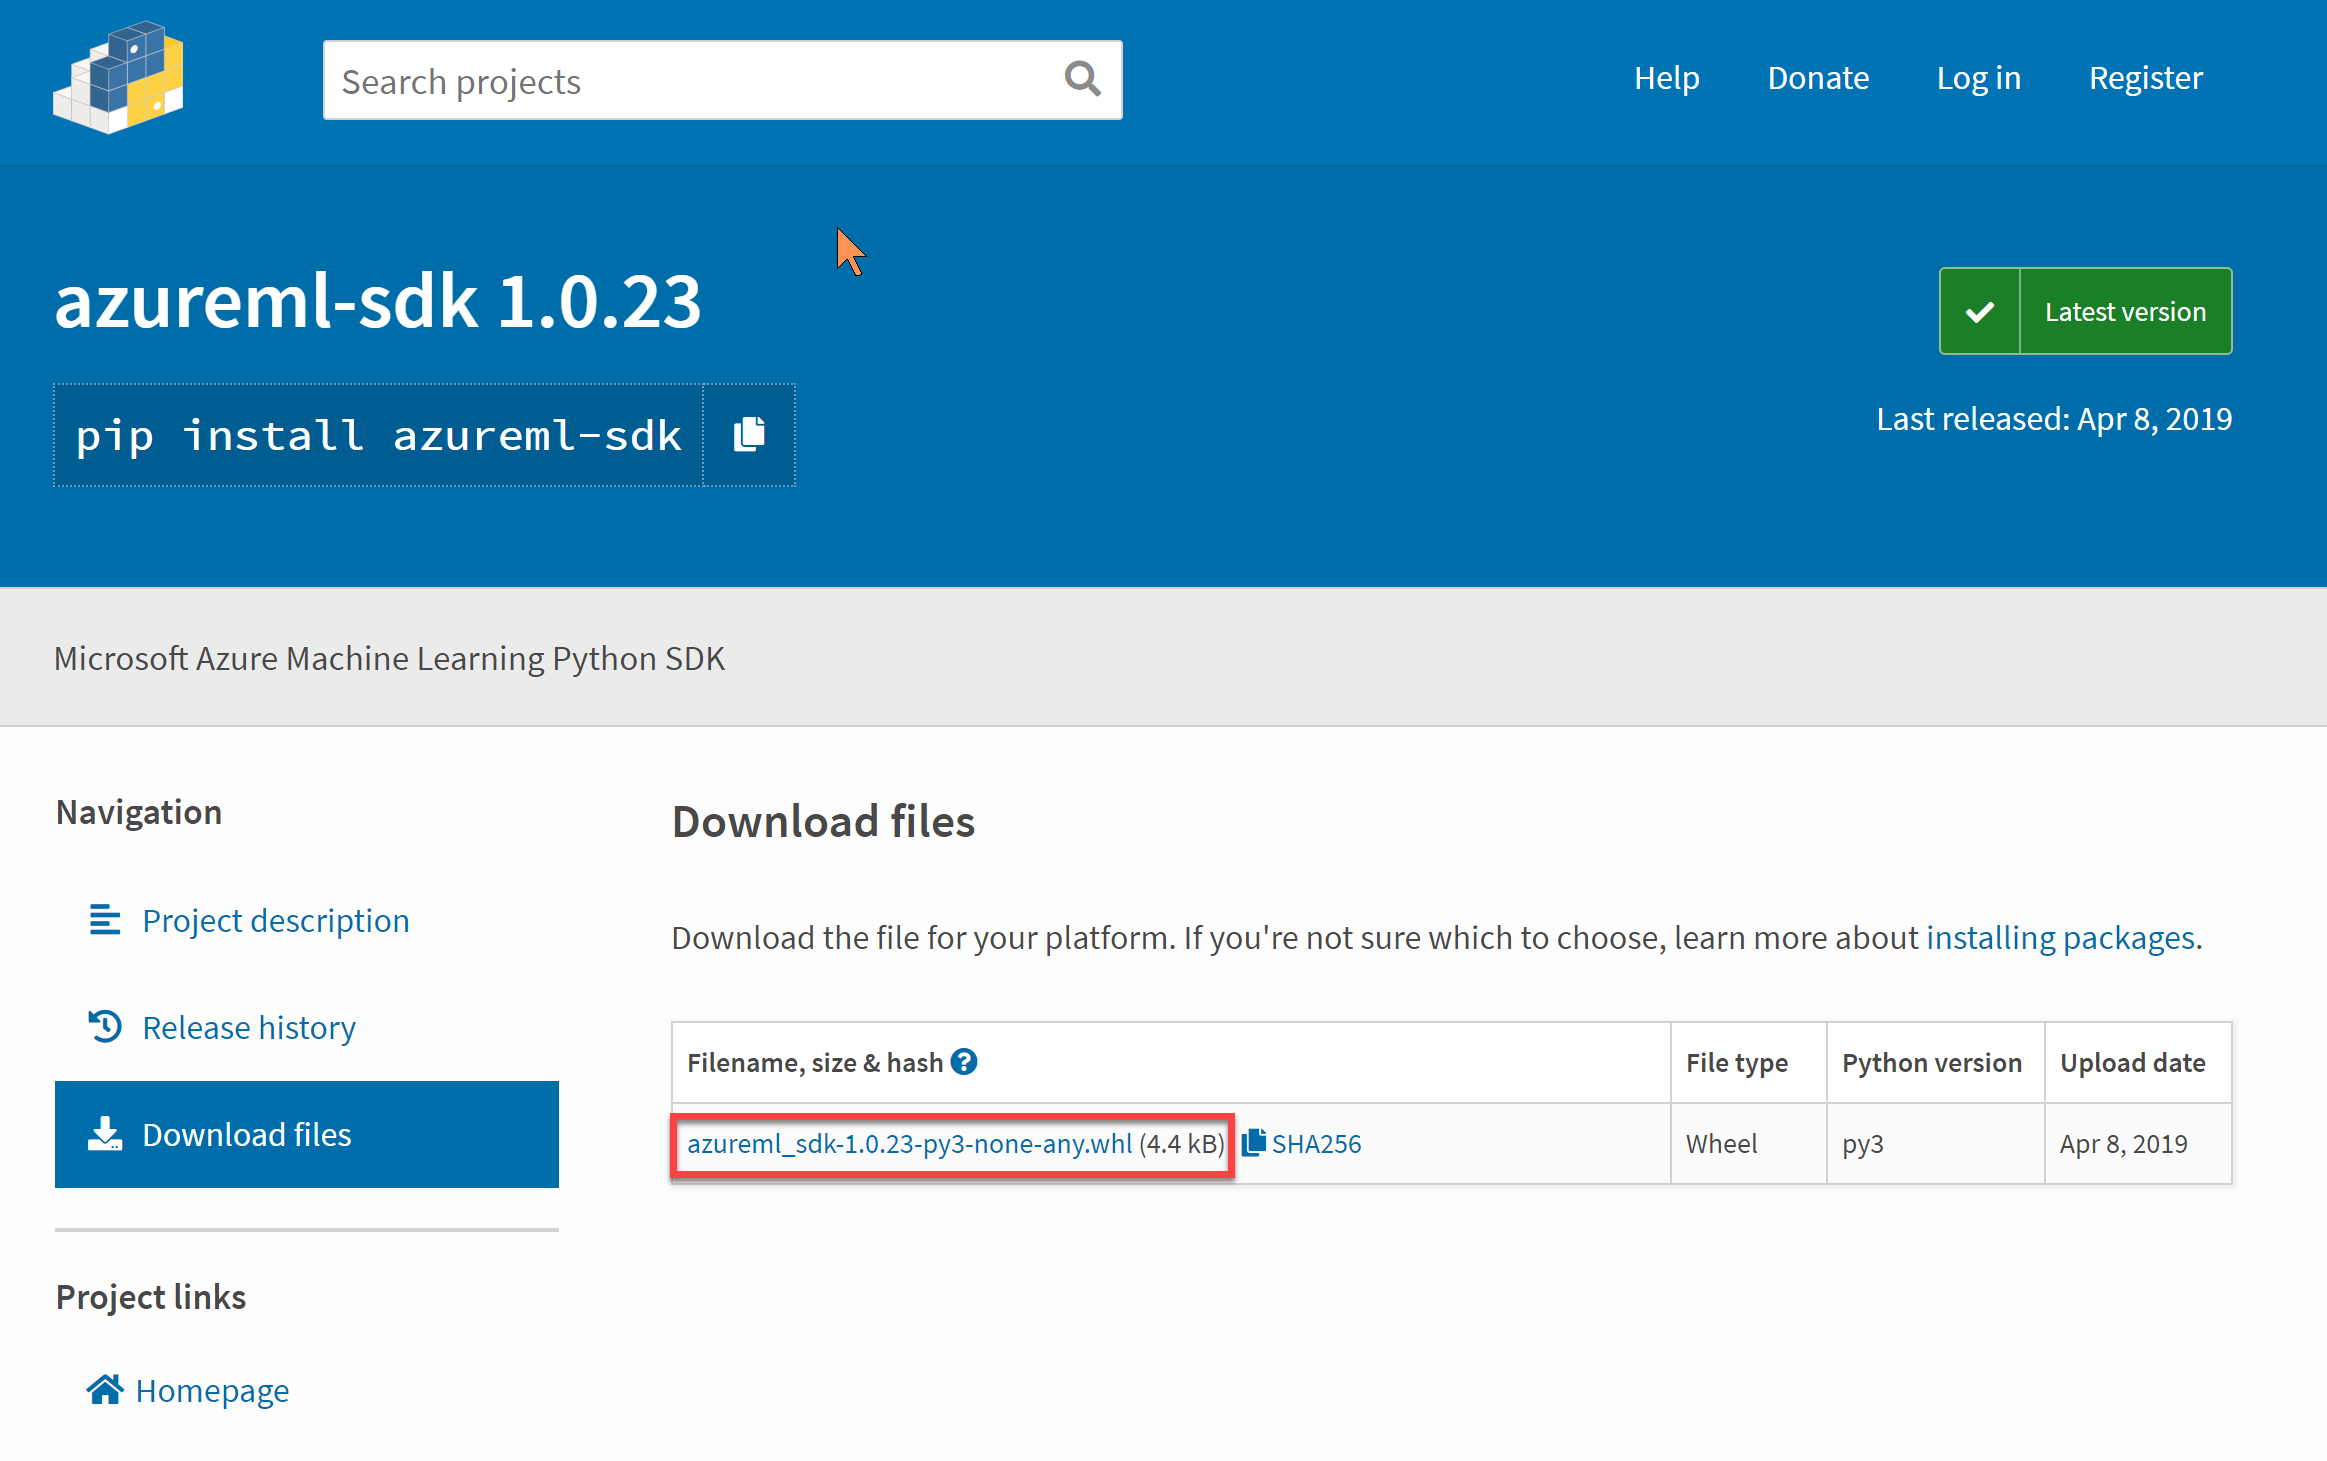 Search projects
Help Donate Log in Register
azureml-sdk 1.0.23
Latest version
pip install azureml-sdk
Last released: Apr 8, 2019
Microsoft Azure Machine Learning Python SDK
Navigation
Project description
Release history
Download files
Project links
Homepage
Download files
Download the file for your platform. If you're not sure which to choose, learn more about installing packages.
Filename, size & hash ? File type Python version Upload date
azureml_sdk-1.0.23-py3-none-any.whl (4.4 kB) SHA256 Wheel py3 Apr 8, 2019